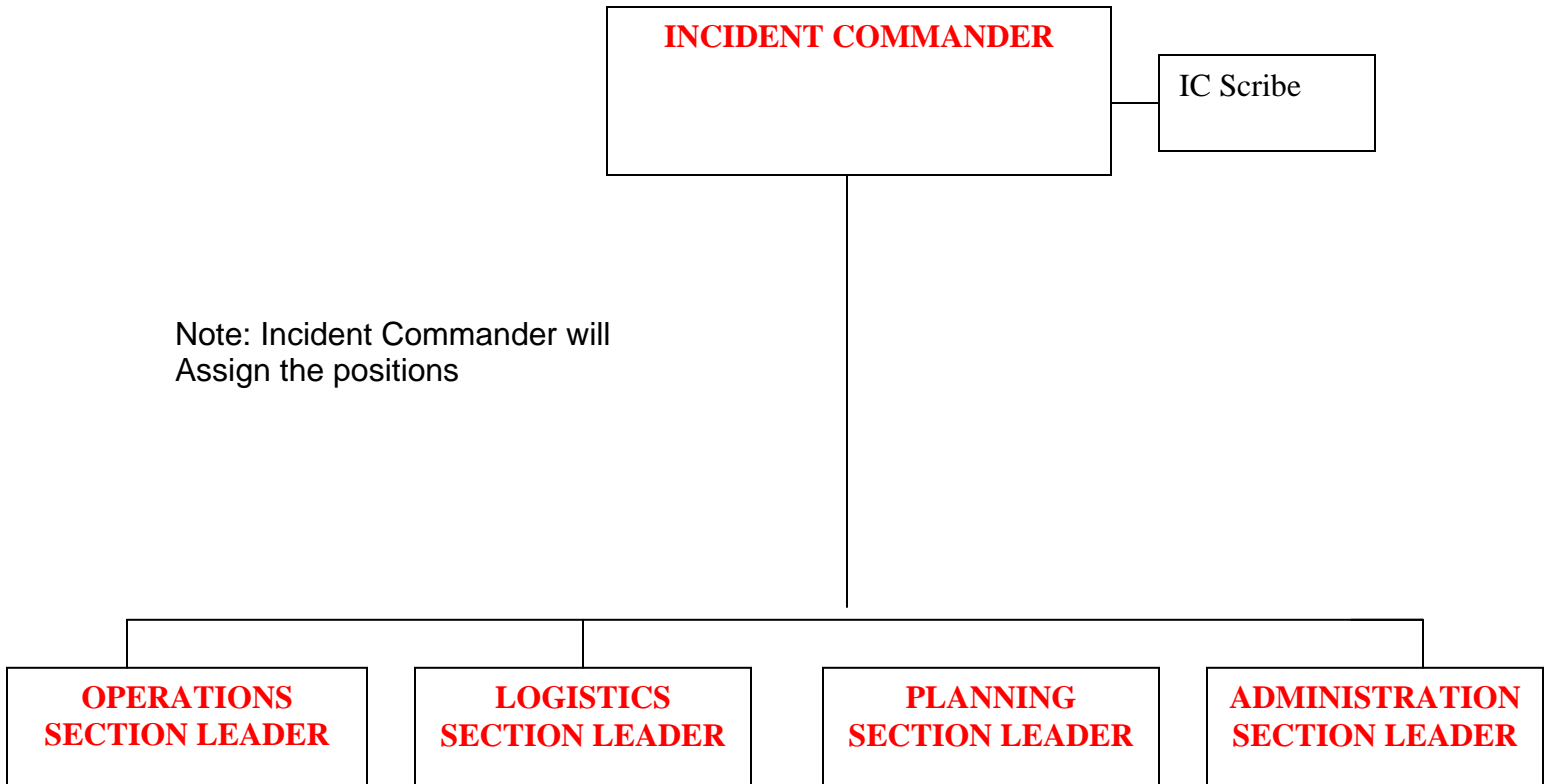 INCIDENT COMMANDER
IC Scribe
Note: Incident Commander will
Assign the positions
OPERATIONS
SECTION LEADER
LOGISTICS
SECTION LEADER
PLANNING
SECTION LEADER
ADMINISTRATION
SECTION LEADER